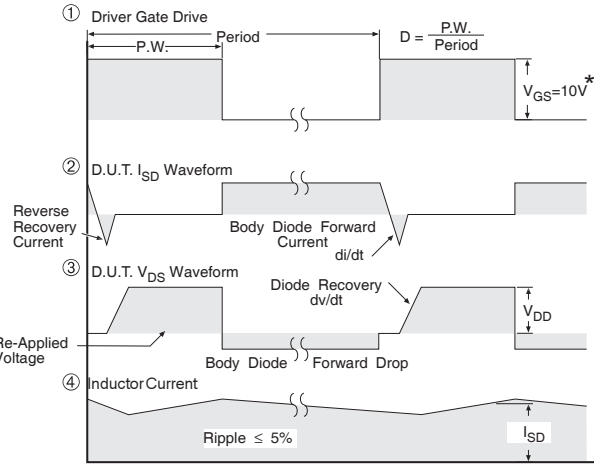 ① Driver Gate Drive
P.W.
Period
D = P.W.
Period
VGS=10V*
② D.U.T. ISD Waveform
Reverse
Recovery
Current
Body Diode Forward
Current
di/dt
③ D.U.T. VDS Waveform
Diode Recovery
dv/dt
VDD
Re-Applied
Voltage
Body Diode Forward Drop
④ Inductor Current
Ripple ≤ 5%
ISD